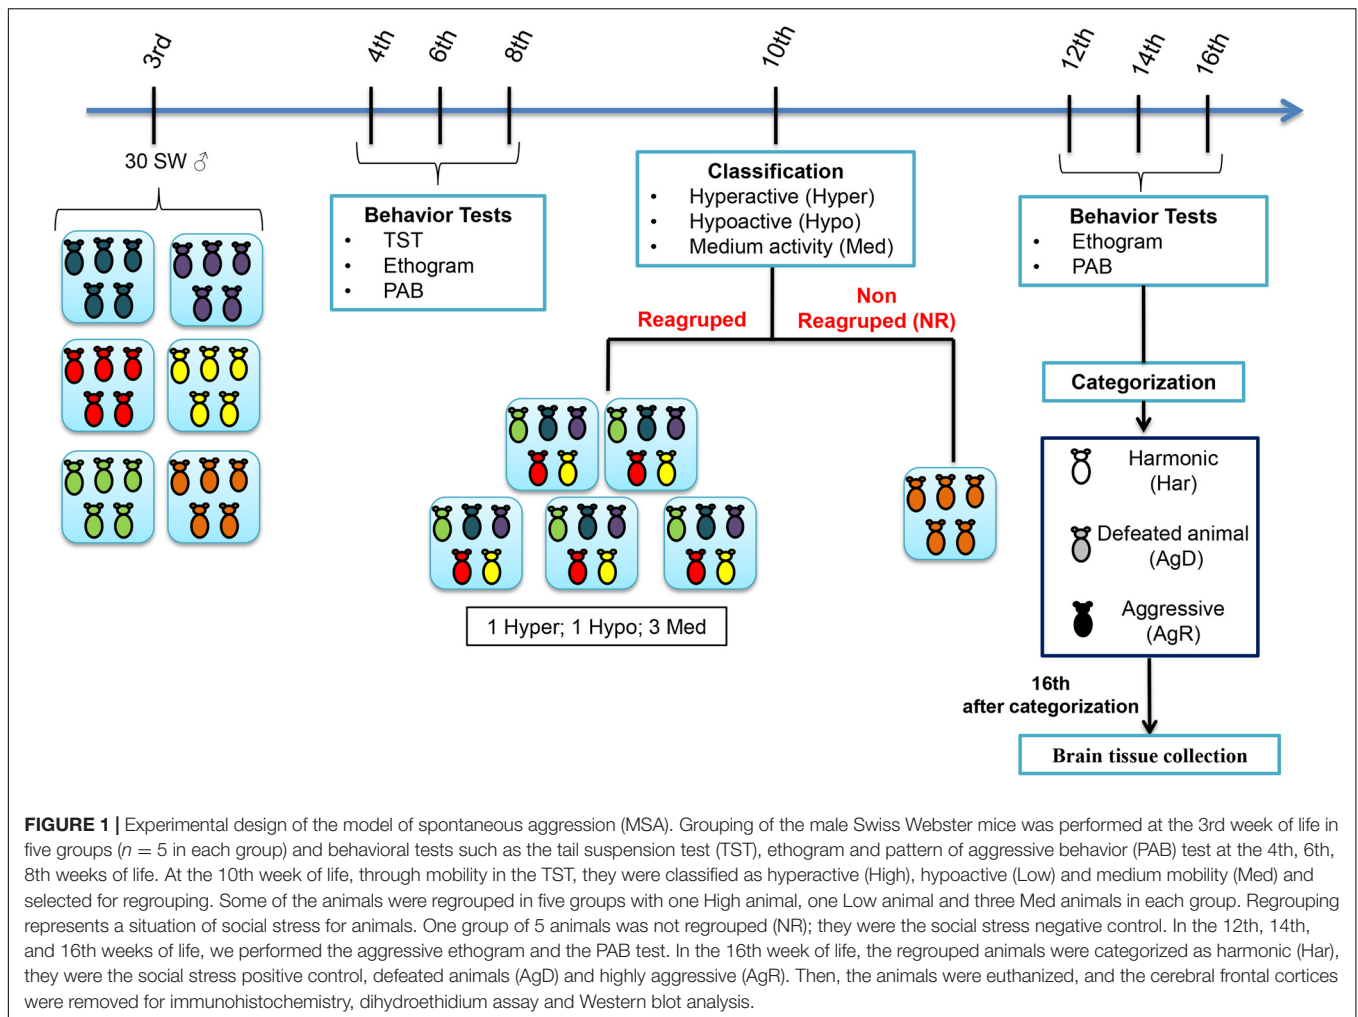 3rd
4th
6th
8th
10th
12th
14th
16th
30 SW ♂
Behavior Tests
• TST
• Ethogram
• PAB
Classification
• Hyperactive (Hyper)
• Hypoactive (Hypo)
• Medium activity (Med)
Reagruped
Non
Reagruped (NR)
1 Hyper; 1 Hypo; 3 Med
Behavior Tests
• Ethogram
• PAB
Categorization
Harmonic
(Har)
Defeated animal
(AgD)
Aggressive
(AgR)
16th
after categorization
Brain tissue collection
FIGURE 1 | Experimental design of the model of spontaneous aggression (MSA). Grouping of the male Swiss Webster mice was performed at the 3rd week of life in
five groups (n = 5 in each group) and behavioral tests such as the tail suspension test (TST), ethogram and pattern of aggressive behavior (PAB) test at the 4th, 6th,
8th weeks of life. At the 10th week of life, through mobility in the TST, they were classified as hyperactive (High), hypoactive (Low) and medium mobility (Med) and
selected for regrouping. Some of the animals were regrouped in five groups with one High animal, one Low animal and three Med animals in each group. Regrouping
represents a situation of social stress for animals. One group of 5 animals was not regrouped (NR); they were the social stress negative control. In the 12th, 14th,
and 16th weeks of life, we performed the aggressive ethogram and the PAB test. In the 16th week of life, the regrouped animals were categorized as harmonic (Har),
they were the social stress positive control, defeated animals (AgD) and highly aggressive (AgR). Then, the animals were euthanized, and the cerebral frontal cortices
were removed for immunohistochemistry, dihydroethidium assay and Western blot analysis.